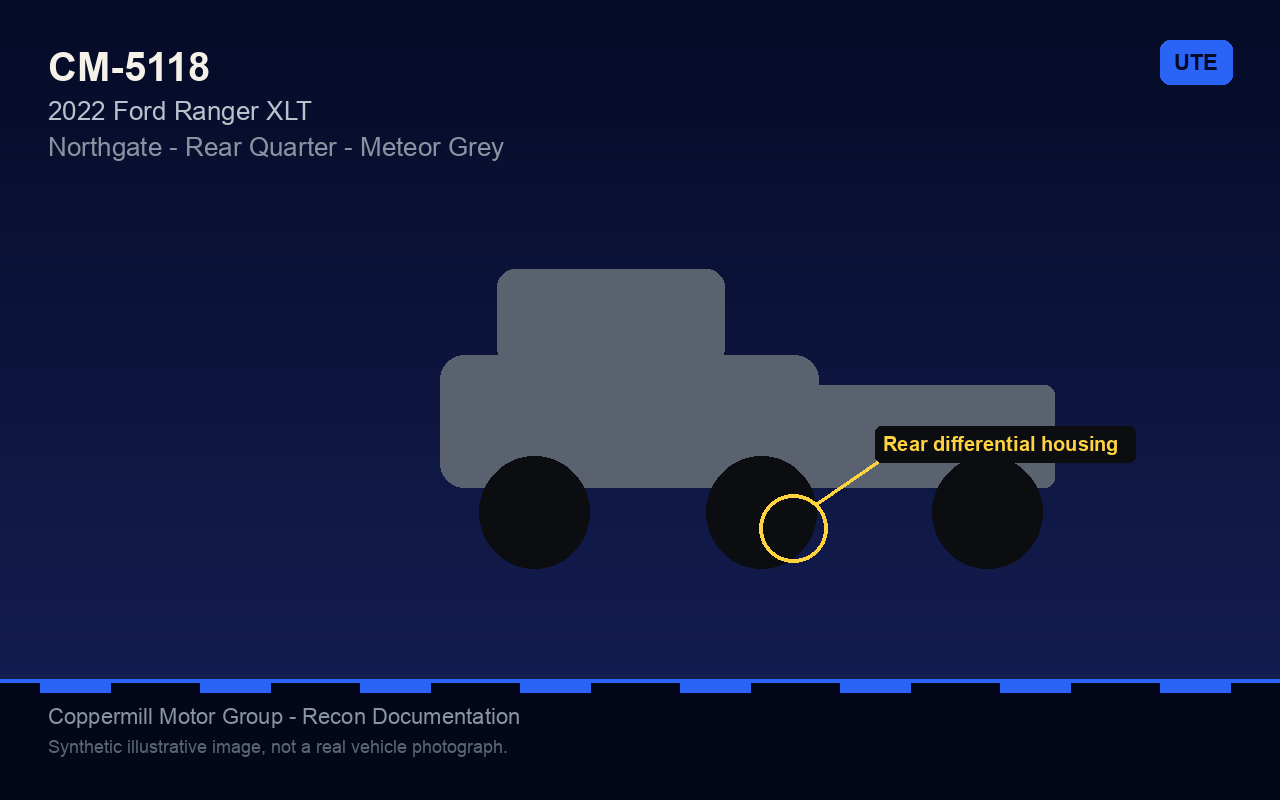 CM-5118
UTE
2022 Ford Ranger XLT
Northgate - Rear Quarter - Meteor Grey
Rear differential housing
Coppermill Motor Group - Recon Documentation
Synthetic illustrative image, not a real vehicle photograph.